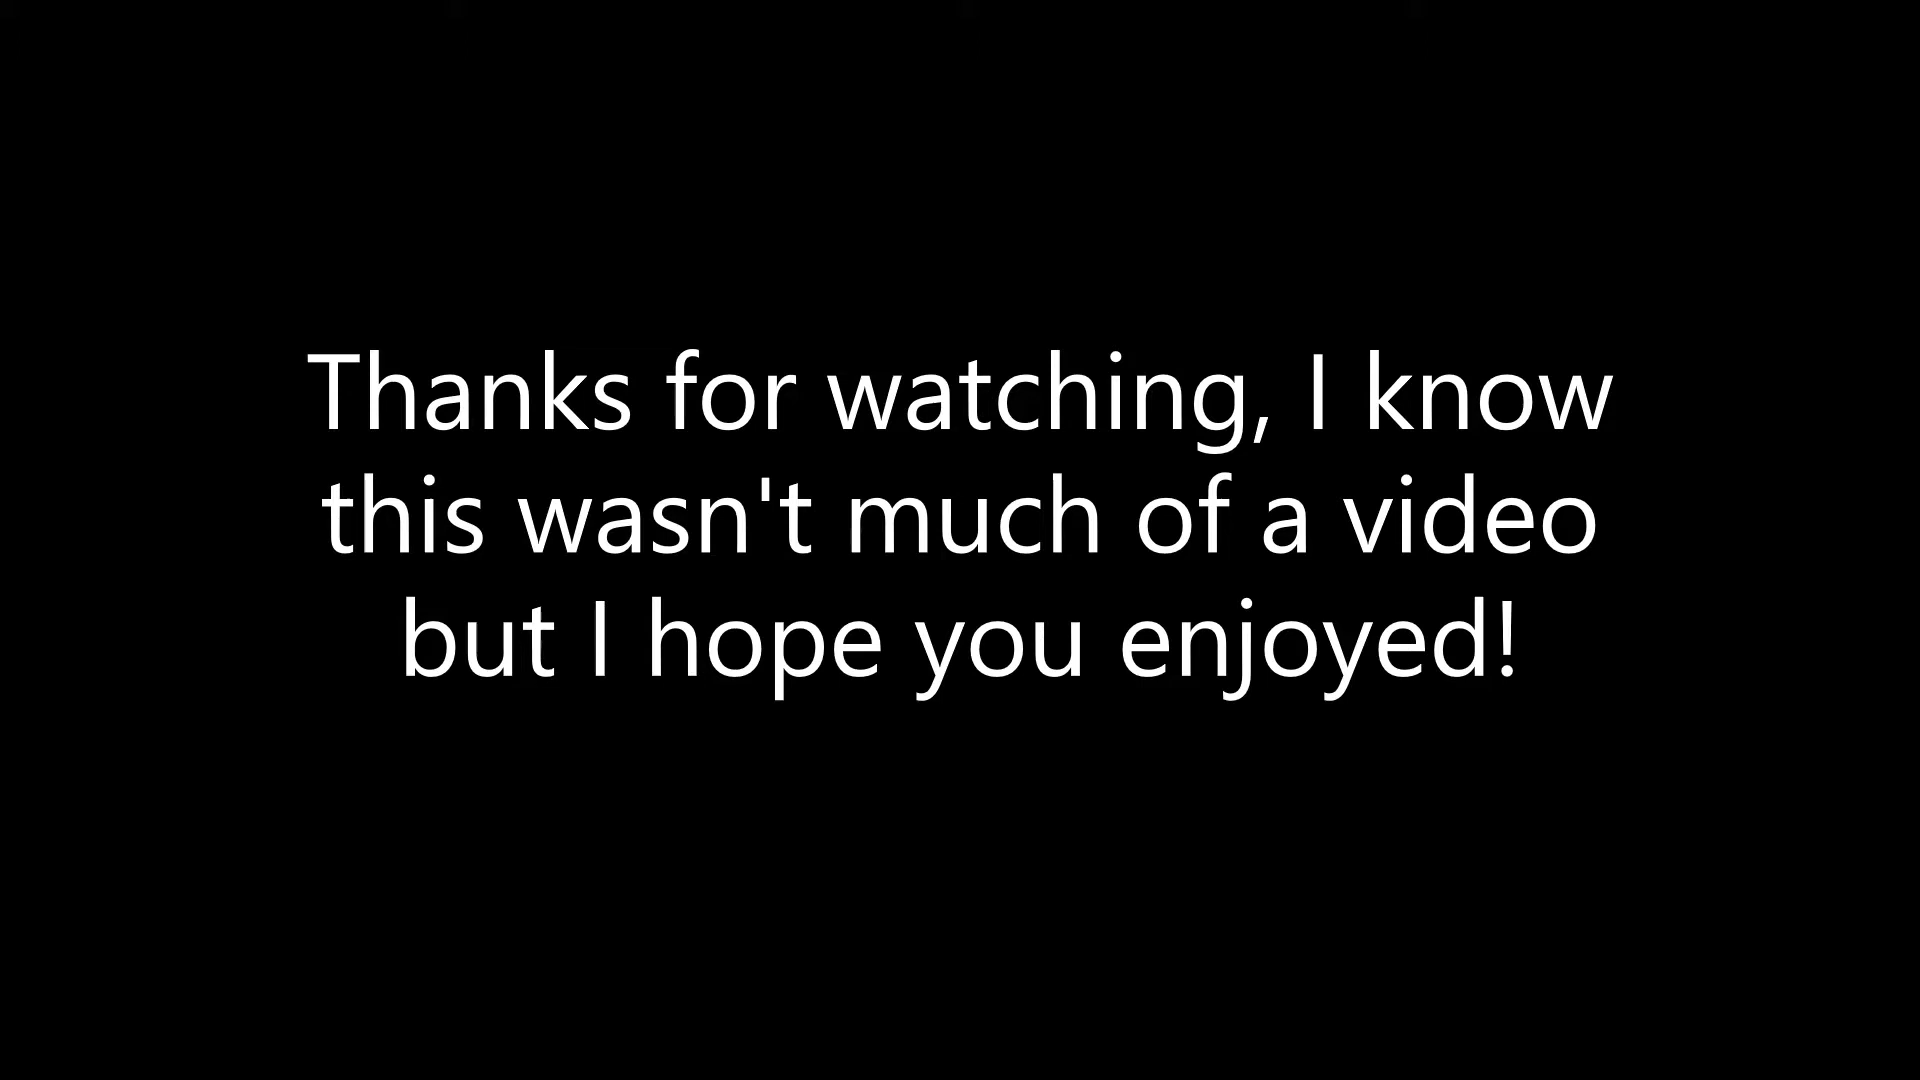 Thanks for watching, I know
this wasn't much of a video
but I hope you enjoyed!